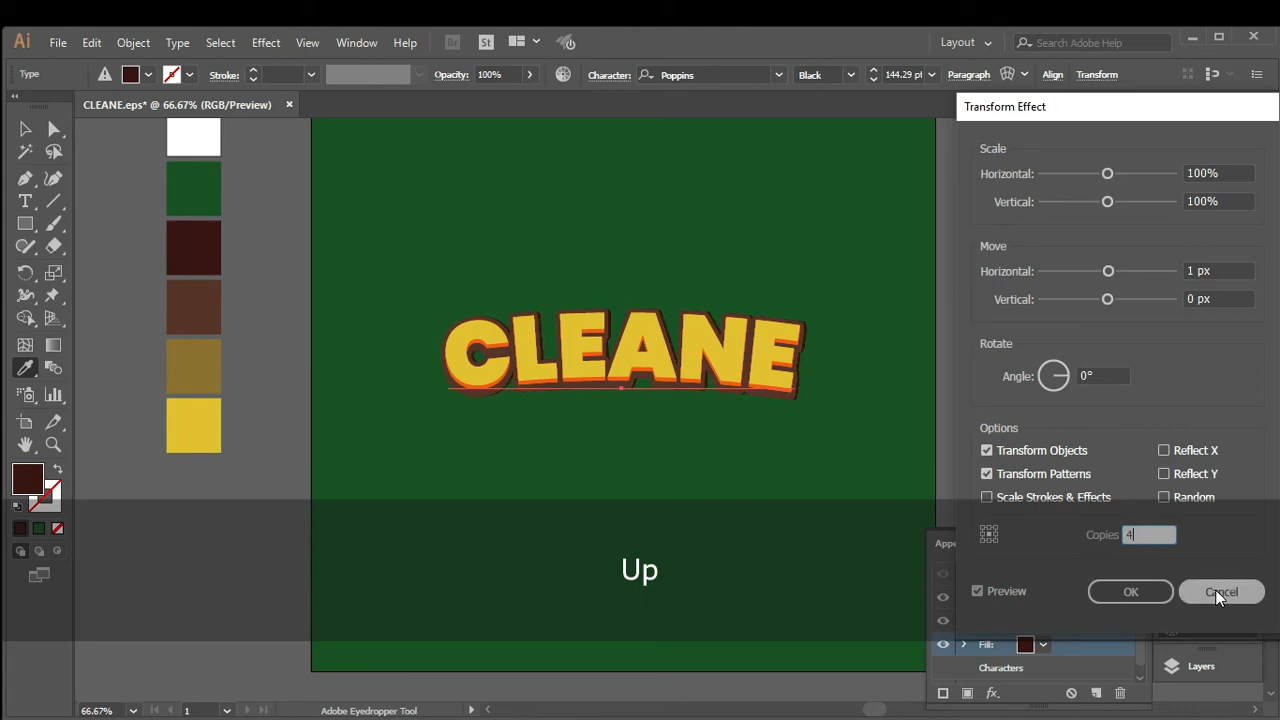 Ai File Edit Object Type Select Effect View Window Help Br St Layout Search Adobe Help
Type Stroke: Opacity: 100% Character: Poppins Black 144.29 pt Paragraph Align Transform
CLEANE.eps* @ 66.67% (RGB/Preview)
Transform Effect
Scale
Horizontal: 100%
Vertical: 100%
Move
Horizontal: 1 px
Vertical: 0 px
Rotate
Angle: 0°
Options
Transform Objects Reflect X
Transform Patterns Reflect Y
Scale Strokes & Effects Random
Copies 4
Preview OK Cancel
CLEANE
Up
Appe
Fill:
Characters
Layers
fx.
66.67% 1 Adobe Eyedropper Tool